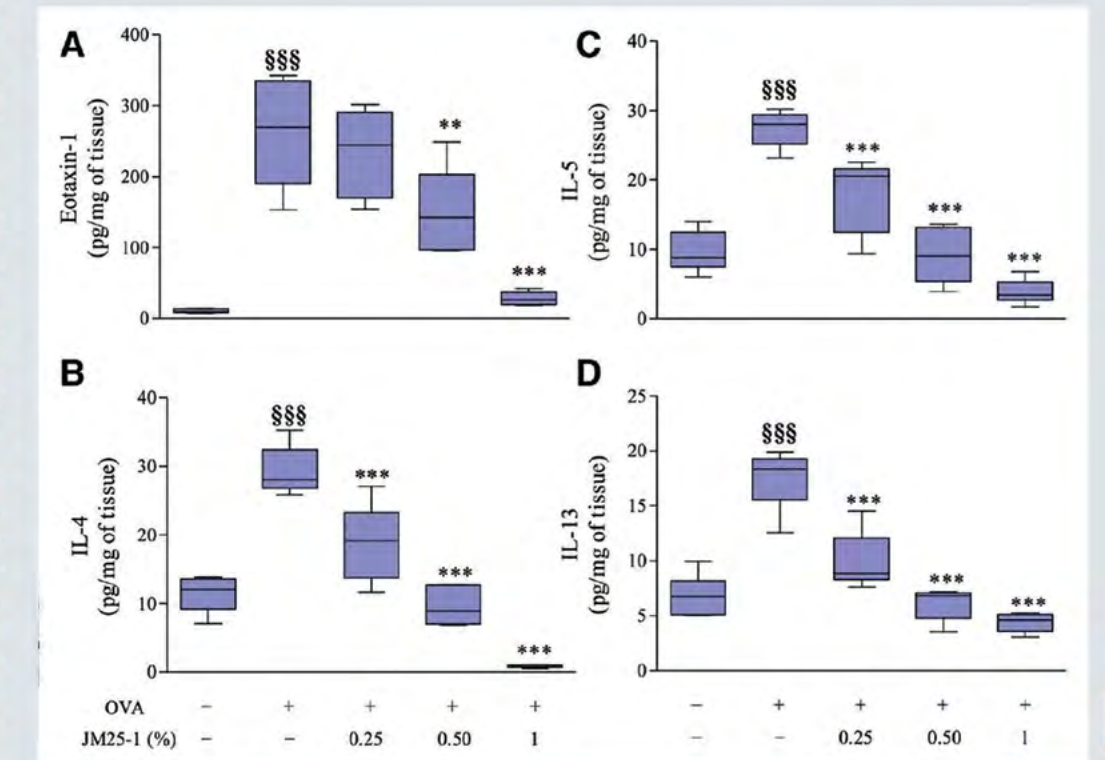 A
Eotaxin-1
(pg/mg of tissue)
400
300
200
100
0
§§§
**
***
C
IL-5
(pg/mg of tissue)
40
30
20
10
0
§§§
***
***
***
B
IL-4
(pg/mg of tissue)
40
30
20
10
0
§§§
***
***
***
OVA - + + + +
JM25-1 (%) - - 0.25 0.50 1
D
IL-13
(pg/mg of tissue)
25
20
15
10
5
0
§§§
***
***
***
- + + + +
- - 0.25 0.50 1